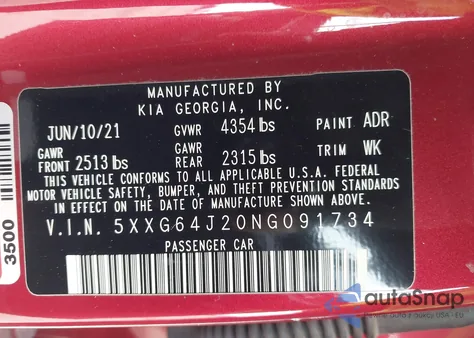 MANUFACTURED BY
KIA GEORGIA, INC.
JUN/10/21 GVWR 4354 lbs PAINT ADR
GAWR FRONT 2513 lbs GAWR REAR 2315 lbs TRIM WK
THIS VEHICLE CONFORMS TO ALL APPLICABLE U.S.A. FEDERAL
MOTOR VEHICLE SAFETY, BUMPER, AND THEFT PREVENTION STANDARDS
IN EFFECT ON THE DATE OF MANUFACTURE SHOWN ABOVE.
V.I.N. 5XXG64J20NG091734
PASSENGER CAR
3500
autoSnap